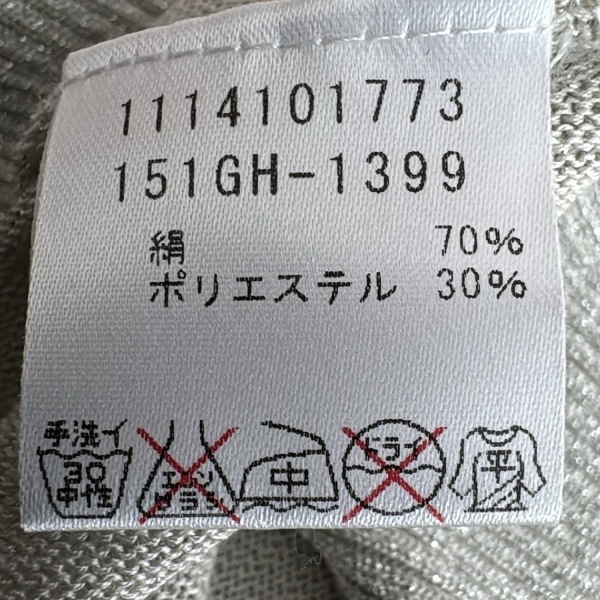 1114101773
151GH-1399
絹 70%
ポリエステル 30%
手洗イ
30
中性
エンソ
サラシ
中
ドライ
平